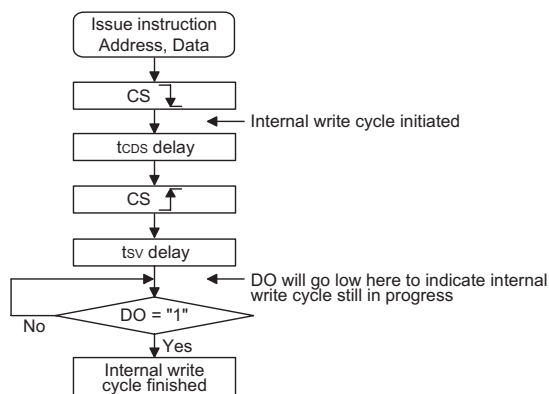 Issue instruction
Address, Data
CS
Internal write cycle initiated
tCDS delay
CS
tSV delay
DO will go low here to indicate internal
write cycle still in progress
DO = "1"
No
Yes
Internal write
cycle finished